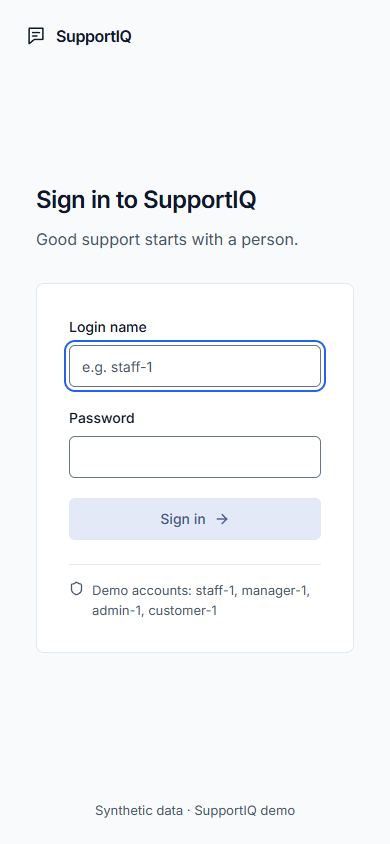 SupportIQ
Sign in to SupportIQ
Good support starts with a person.
Login name
e.g. staff-1
Password
Sign in
Demo accounts: staff-1, manager-1,
admin-1, customer-1
Synthetic data · SupportIQ demo